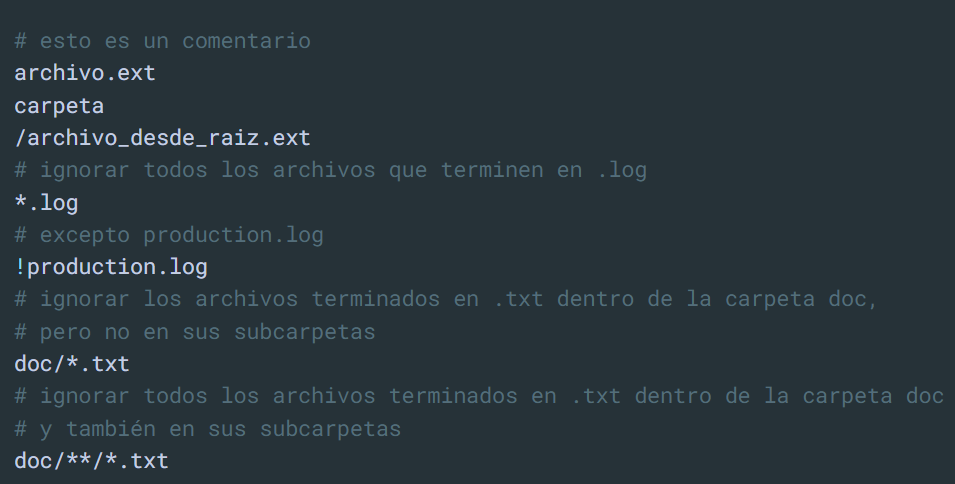 # esto es un comentario
archivo.ext
carpeta
/archivo_desde_raiz.ext
# ignorar todos los archivos que terminen en .log
*.log
# excepto production.log
!production.log
# ignorar los archivos terminados en .txt dentro de la carpeta doc,
# pero no en sus subcarpetas
doc/*.txt
# ignorar todos los archivos terminados en .txt dentro de la carpeta doc
# y también en sus subcarpetas
doc/**/*.txt